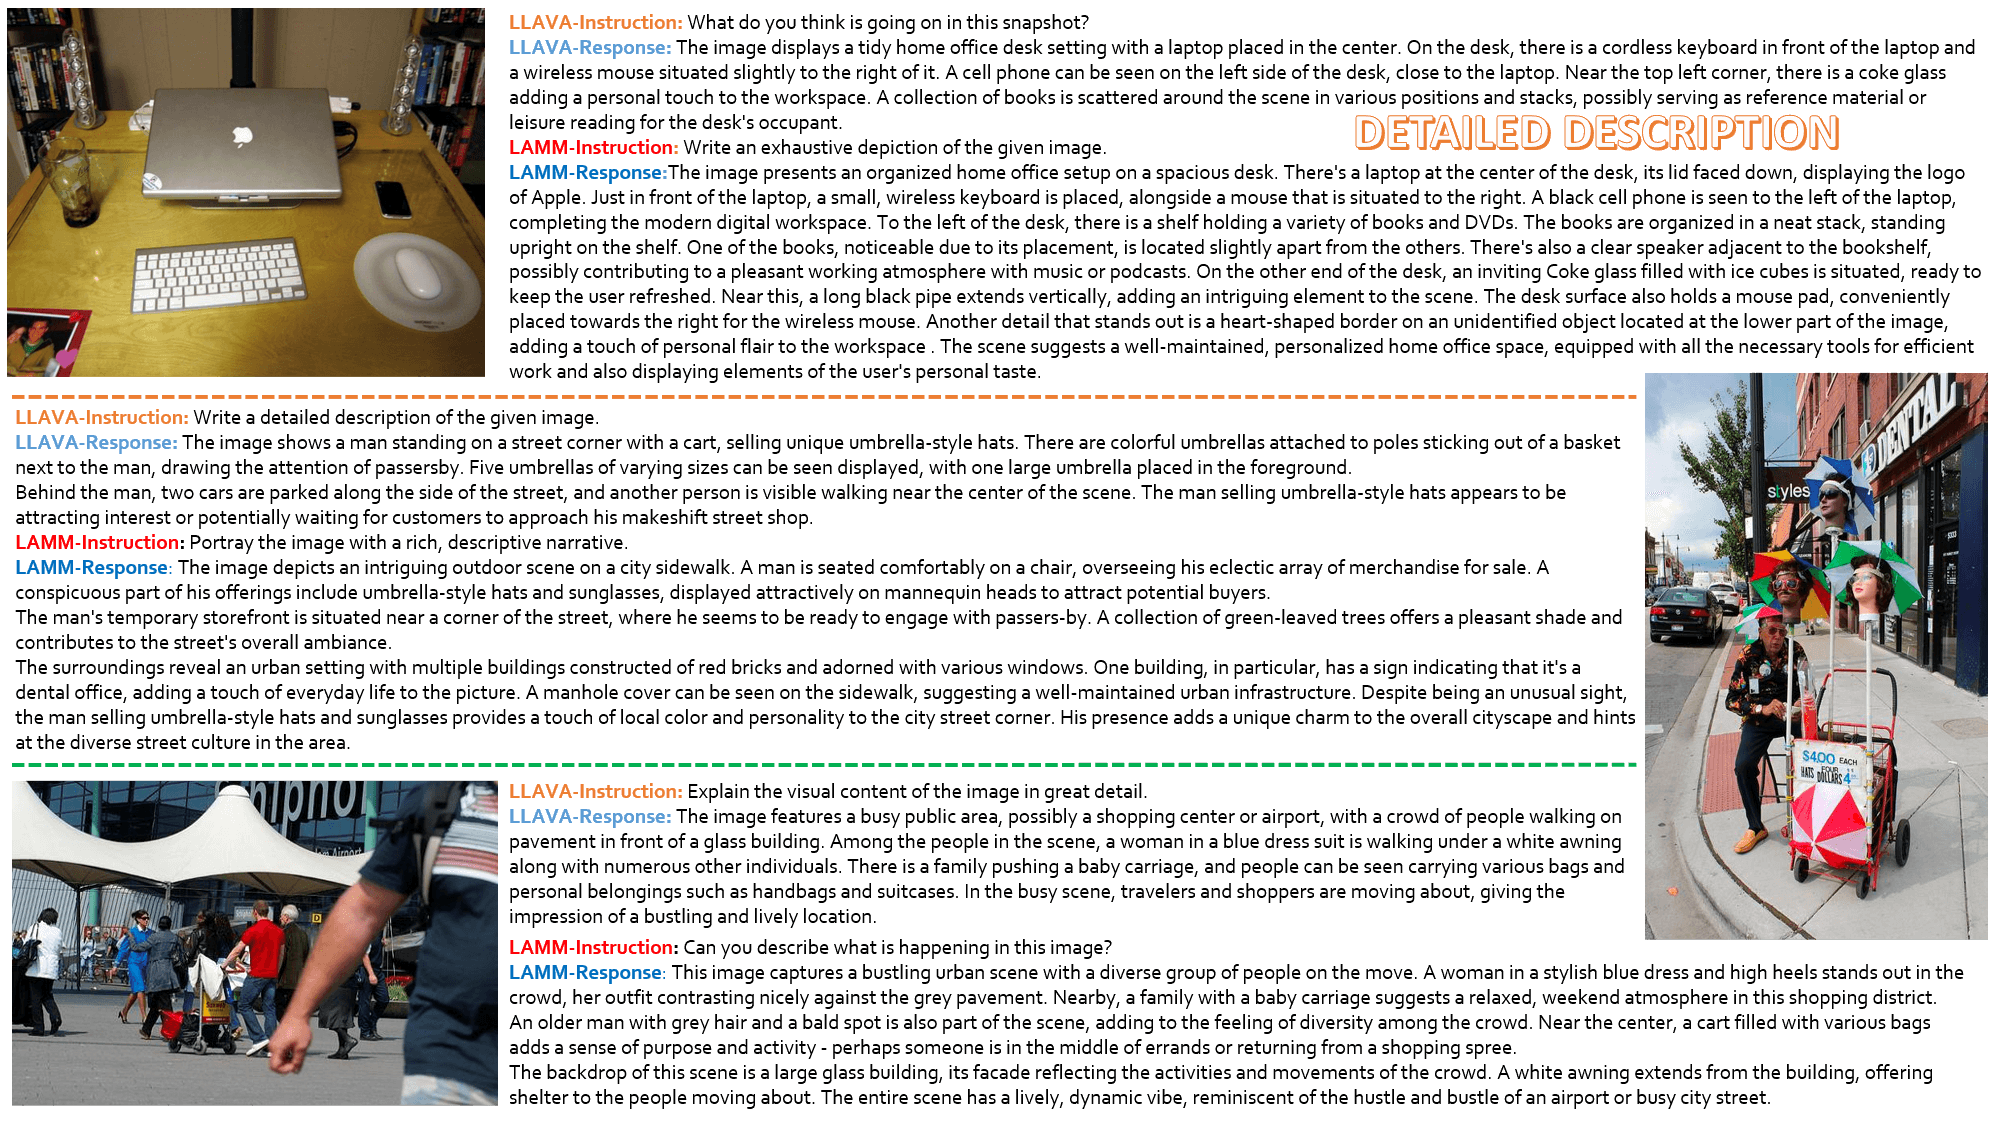 LLAVA-Instruction: What do you think is going on in this snapshot?
LLAVA-Response: The image displays a tidy home office desk setting with a laptop placed in the center. On the desk, there is a cordless keyboard in front of the laptop and
a wireless mouse situated slightly to the right of it. A cell phone can be seen on the left side of the desk, close to the laptop. Near the top left corner, there is a coke glass
adding a personal touch to the workspace. A collection of books is scattered around the scene in various positions and stacks, possibly serving as reference material or
leisure reading for the desk's occupant.
DETAILED DESCRIPTION
LAMM-Instruction: Write an exhaustive depiction of the given image.
LAMM-Response:The image presents an organized home office setup on a spacious desk. There's a laptop at the center of the desk, its lid faced down, displaying the logo
of Apple. Just in front of the laptop, a small, wireless keyboard is placed, alongside a mouse that is situated to the right. A black cell phone is seen to the left of the laptop,
completing the modern digital workspace. To the left of the desk, there is a shelf holding a variety of books and DVDs. The books are organized in a neat stack, standing
upright on the shelf. One of the books, noticeable due to its placement, is located slightly apart from the others. There's also a clear speaker adjacent to the bookshelf,
possibly contributing to a pleasant working atmosphere with music or podcasts. On the other end of the desk, an inviting Coke glass filled with ice cubes is situated, ready to
keep the user refreshed. Near this, a long black pipe extends vertically, adding an intriguing element to the scene. The desk surface also holds a mouse pad, conveniently
placed towards the right for the wireless mouse. Another detail that stands out is a heart-shaped border on an unidentified object located at the lower part of the image,
adding a touch of personal flair to the workspace . The scene suggests a well-maintained, personalized home office space, equipped with all the necessary tools for efficient
work and also displaying elements of the user's personal taste.
LLAVA-Instruction: Write a detailed description of the given image.
LLAVA-Response: The image shows a man standing on a street corner with a cart, selling unique umbrella-style hats. There are colorful umbrellas attached to poles sticking out of a basket
next to the man, drawing the attention of passersby. Five umbrellas of varying sizes can be seen displayed, with one large umbrella placed in the foreground.
Behind the man, two cars are parked along the side of the street, and another person is visible walking near the center of the scene. The man selling umbrella-style hats appears to be
attracting interest or potentially waiting for customers to approach his makeshift street shop.
LAMM-Instruction: Portray the image with a rich, descriptive narrative.
LAMM-Response: The image depicts an intriguing outdoor scene on a city sidewalk. A man is seated comfortably on a chair, overseeing his eclectic array of merchandise for sale. A
conspicuous part of his offerings include umbrella-style hats and sunglasses, displayed attractively on mannequin heads to attract potential buyers.
The man's temporary storefront is situated near a corner of the street, where he seems to be ready to engage with passers-by. A collection of green-leaved trees offers a pleasant shade and
contributes to the street's overall ambiance.
The surroundings reveal an urban setting with multiple buildings constructed of red bricks and adorned with various windows. One building, in particular, has a sign indicating that it's a
dental office, adding a touch of everyday life to the picture. A manhole cover can be seen on the sidewalk, suggesting a well-maintained urban infrastructure. Despite being an unusual sight,
the man selling umbrella-style hats and sunglasses provides a touch of local color and personality to the city street corner. His presence adds a unique charm to the overall cityscape and hints
at the diverse street culture in the area.
DENTAL
styles
$4.00 EACH
HATS FOUR DOLLARS
hiphol
Airport
D
LLAVA-Instruction: Explain the visual content of the image in great detail.
LLAVA-Response: The image features a busy public area, possibly a shopping center or airport, with a crowd of people walking on
pavement in front of a glass building. Among the people in the scene, a woman in a blue dress suit is walking under a white awning
along with numerous other individuals. There is a family pushing a baby carriage, and people can be seen carrying various bags and
personal belongings such as handbags and suitcases. In the busy scene, travelers and shoppers are moving about, giving the
impression of a bustling and lively location.
LAMM-Instruction: Can you describe what is happening in this image?
LAMM-Response: This image captures a bustling urban scene with a diverse group of people on the move. A woman in a stylish blue dress and high heels stands out in the
crowd, her outfit contrasting nicely against the grey pavement. Nearby, a family with a baby carriage suggests a relaxed, weekend atmosphere in this shopping district.
An older man with grey hair and a bald spot is also part of the scene, adding to the feeling of diversity among the crowd. Near the center, a cart filled with various bags
adds a sense of purpose and activity - perhaps someone is in the middle of errands or returning from a shopping spree.
The backdrop of this scene is a large glass building, its facade reflecting the activities and movements of the crowd. A white awning extends from the building, offering
shelter to the people moving about. The entire scene has a lively, dynamic vibe, reminiscent of the hustle and bustle of an airport or busy city street.